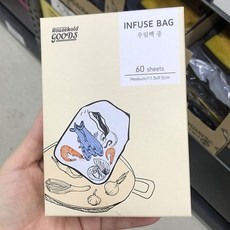 Household
GOODS
INFUSE BAG
우림백 중
60 sheets